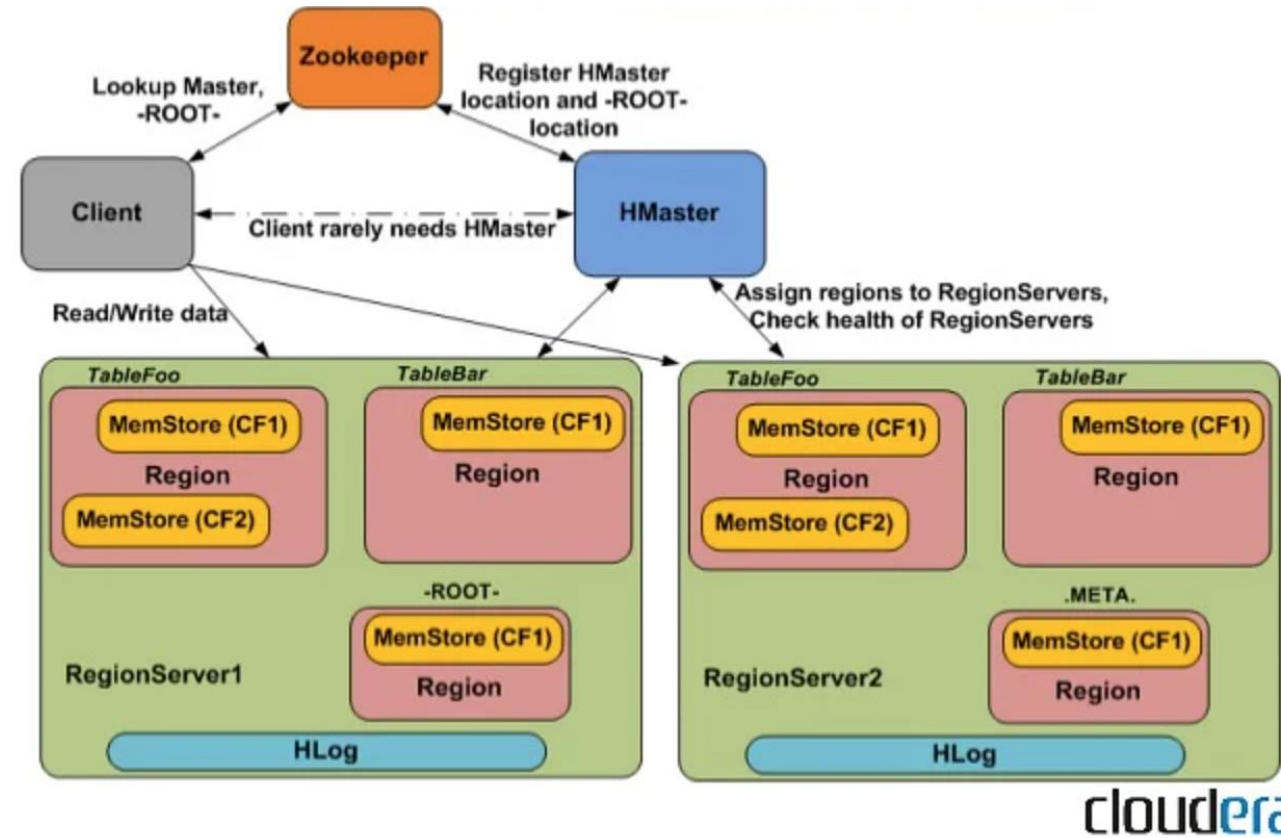 Zookeeper
Lookup Master,
-ROOT-
Register HMaster
location and -ROOT-
location
Client
Client rarely needs HMaster
HMaster
Read/Write data
Assign regions to RegionServers,
Check health of RegionServers
TableFoo
MemStore (CF1)
Region
MemStore (CF2)
TableBar
MemStore (CF1)
Region
-ROOT-
MemStore (CF1)
Region
RegionServer1
HLog
TableFoo
MemStore (CF1)
Region
MemStore (CF2)
TableBar
MemStore (CF1)
Region
.META.
MemStore (CF1)
Region
RegionServer2
HLog
cloudera